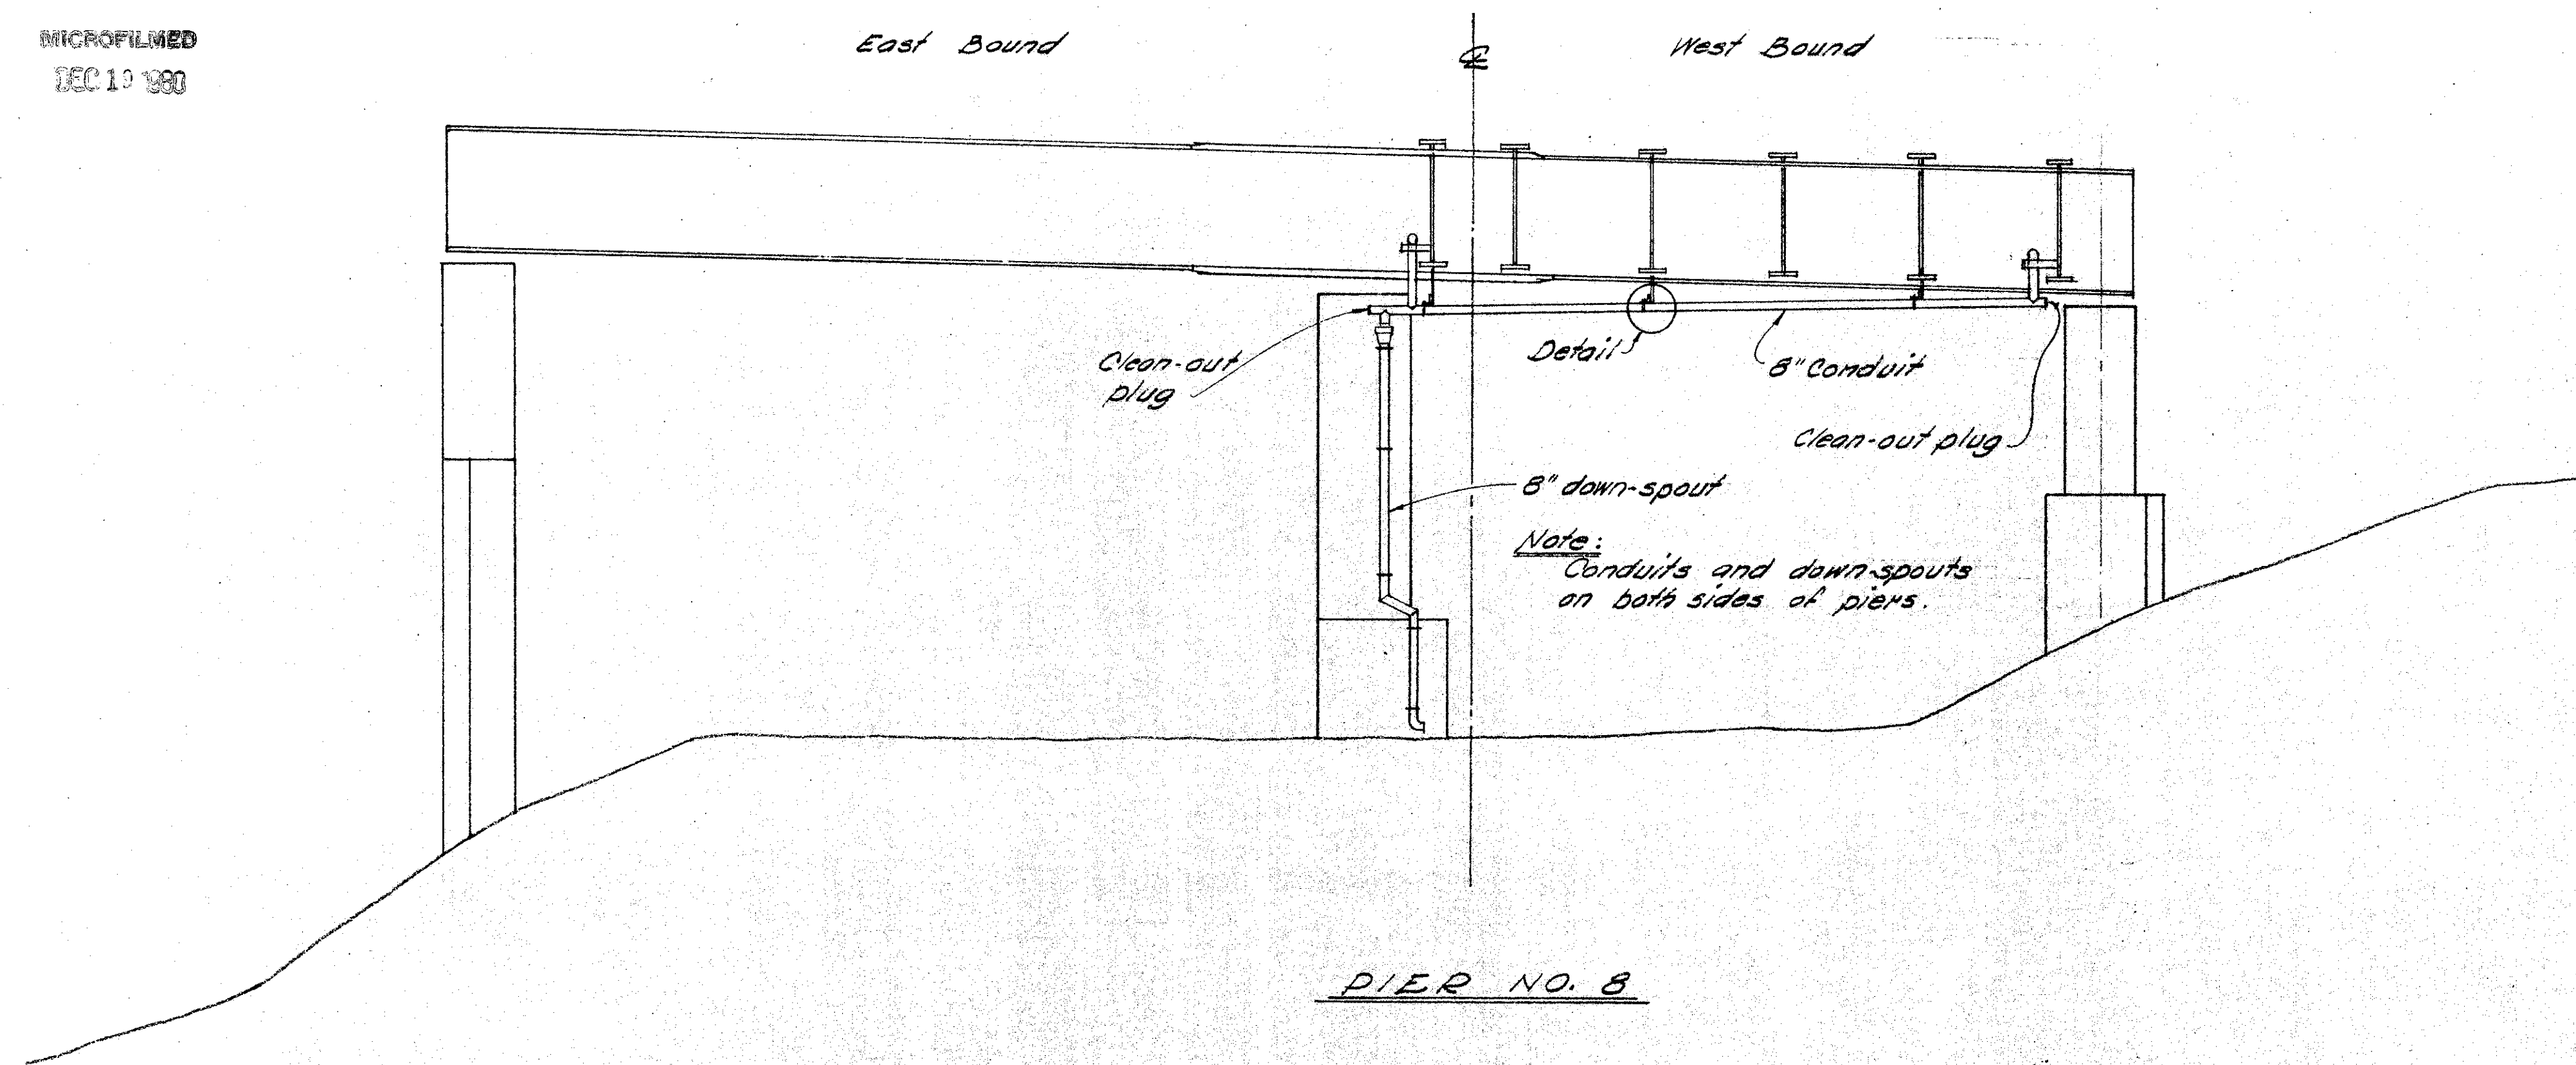 MICROFILMED
DEC 19 1980
East Bound
℄
West Bound
Clean-out
plug
Detail
8" Conduit
Clean-out plug
8" down-spout
Note:
Conduits and down-spouts
on both sides of piers.
PIER NO. 8